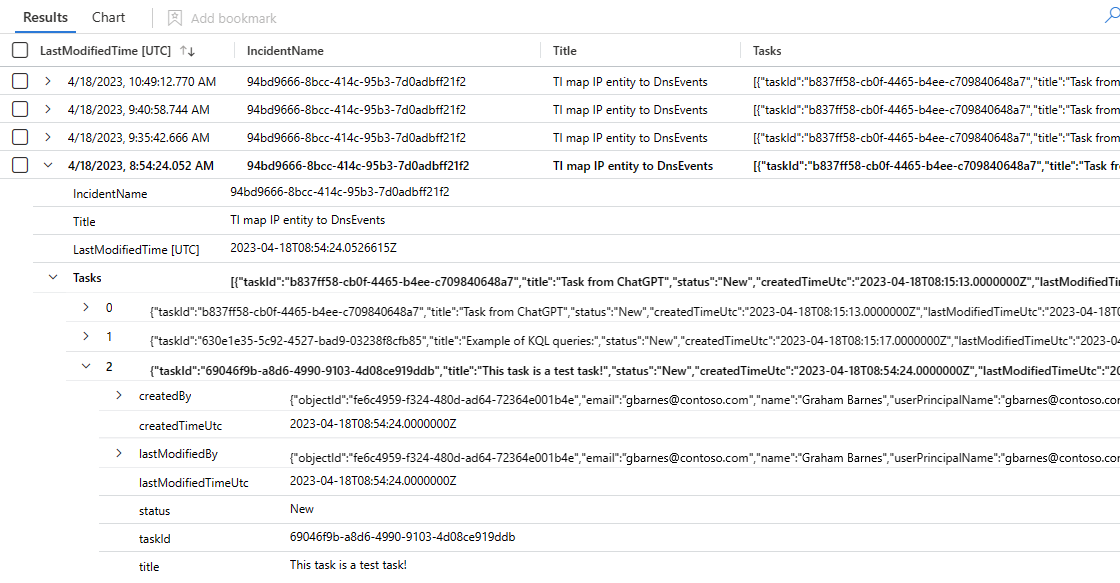 Results Chart Add bookmark
LastModifiedTime [UTC] IncidentName Title Tasks
4/18/2023, 10:49:12.770 AM 94bd9666-8bcc-414c-95b3-7d0adbff21f2 TI map IP entity to DnsEvents [{"taskId":"b837ff58-cb0f-4465-b4ee-c709840648a7","title":"Task from
4/18/2023, 9:40:58.744 AM 94bd9666-8bcc-414c-95b3-7d0adbff21f2 TI map IP entity to DnsEvents [{"taskId":"b837ff58-cb0f-4465-b4ee-c709840648a7","title":"Task from
4/18/2023, 9:35:42.666 AM 94bd9666-8bcc-414c-95b3-7d0adbff21f2 TI map IP entity to DnsEvents [{"taskId":"b837ff58-cb0f-4465-b4ee-c709840648a7","title":"Task from
4/18/2023, 8:54:24.052 AM 94bd9666-8bcc-414c-95b3-7d0adbff21f2 TI map IP entity to DnsEvents [{"taskId":"b837ff58-cb0f-4465-b4ee-c709840648a7","title":"Task fr
IncidentName 94bd9666-8bcc-414c-95b3-7d0adbff21f2
Title TI map IP entity to DnsEvents
LastModifiedTime [UTC] 2023-04-18T08:54:24.0526615Z
Tasks [{"taskId":"b837ff58-cb0f-4465-b4ee-c709840648a7","title":"Task from ChatGPT","status":"New","createdTimeUtc":"2023-04-18T08:15:13.0000000Z","lastModifiedTi
0 {"taskId":"b837ff58-cb0f-4465-b4ee-c709840648a7","title":"Task from ChatGPT","status":"New","createdTimeUtc":"2023-04-18T08:15:13.0000000Z","lastModifiedTimeUtc":"20
1 {"taskId":"630e1e35-5c92-4527-bad9-03238f8cfb85","title":"Example of KQL queries:","status":"New","createdTimeUtc":"2023-04-18T08:15:17.0000000Z","lastModifiedTimeUtc
2 {"taskId":"69046f9b-a8d6-4990-9103-4d08ce919ddb","title":"This task is a test task!","status":"New","createdTimeUtc":"2023-04-18T08:54:24.0000000Z","lastModifiedTimeUtc":"20
createdBy {"objectId":"fe6c4959-f324-480d-ad64-72364e001b4e","email":"gbarnes@contoso.com","name":"Graham Barnes","userPrincipalName":"gbarnes@contoso.com
createdTimeUtc 2023-04-18T08:54:24.0000000Z
lastModifiedBy {"objectId":"fe6c4959-f324-480d-ad64-72364e001b4e","email":"gbarnes@contoso.com","name":"Graham Barnes","userPrincipalName":"gbarnes@contoso.com
lastModifiedTimeUtc 2023-04-18T08:54:24.0000000Z
status New
taskId 69046f9b-a8d6-4990-9103-4d08ce919ddb
title This task is a test task!